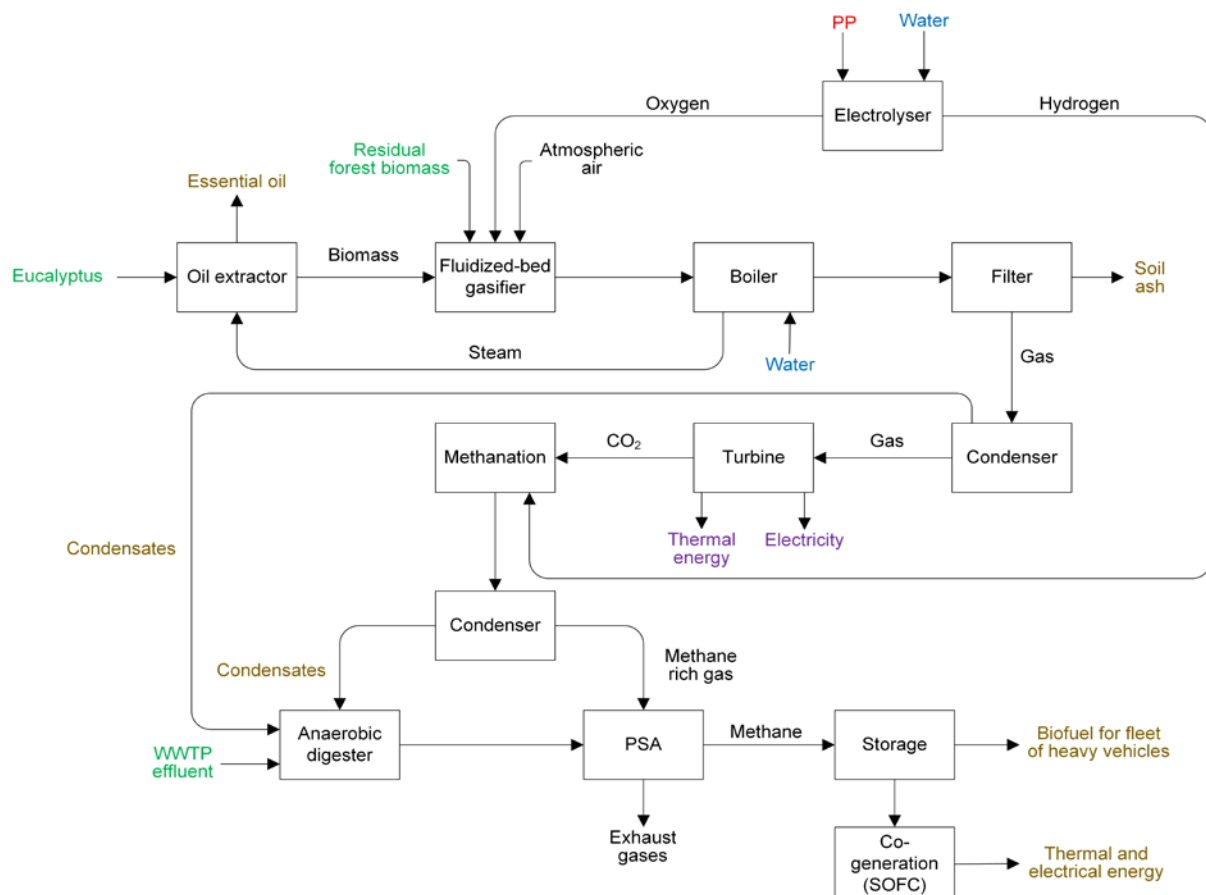 PP
Water
Oxygen
Electrolyser
Hydrogen
Residual
forest biomass
Atmospheric
air
Essential oil
Eucalyptus
Oil extractor
Biomass
Fluidized-bed
gasifier
Boiler
Filter
Soil
ash
Steam
Water
Gas
Methanation
CO₂
Turbine
Gas
Condenser
Thermal
energy
Electricity
Condensates
Condenser
Condensates
Methane
rich gas
WWTP
effluent
Anaerobic
digester
PSA
Methane
Storage
Biofuel for fleet
of heavy vehicles
Exhaust
gases
Co-
generation
(SOFC)
Thermal and
electrical energy